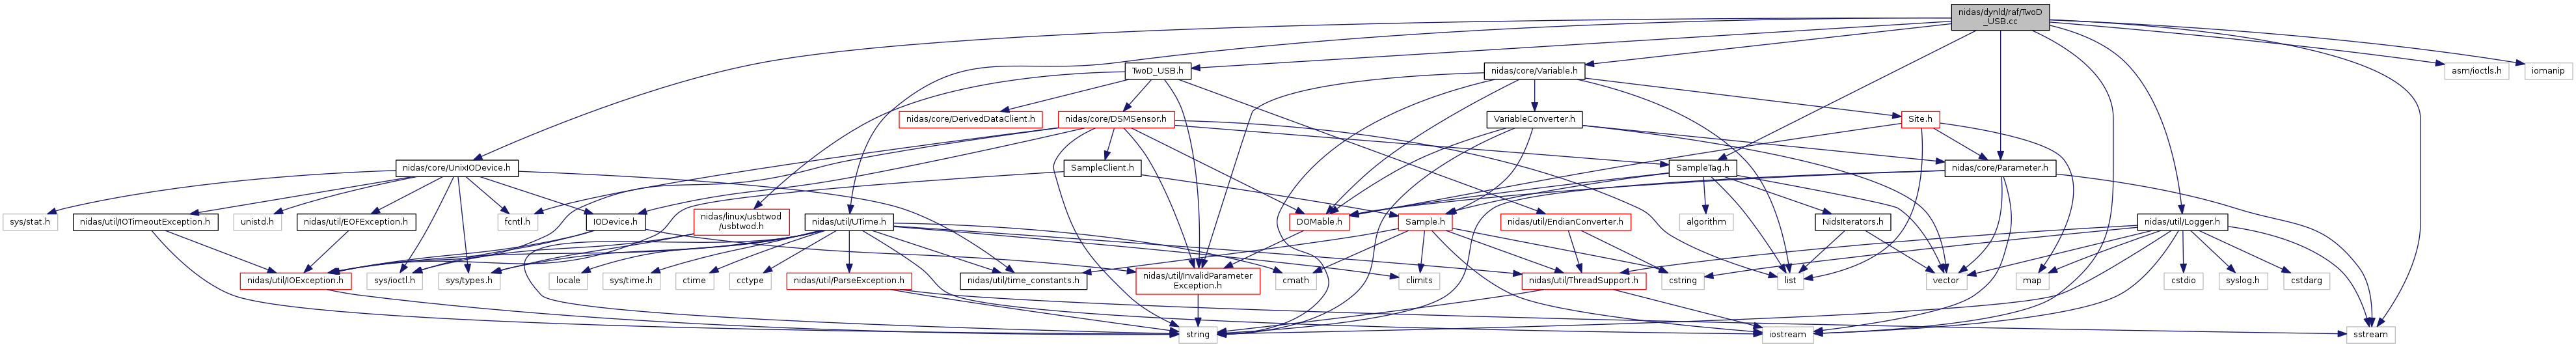 nidas/dynld/raf/TwoD
_USB.cc
TwoD_USB.h
nidas/core/Variable.h
asm/ioctls.h
iomanip
nidas/core/DerivedDataClient.h
nidas/core/DSMSensor.h
VariableConverter.h
Site.h
nidas/core/UnixIODevice.h
SampleClient.h
SampleTag.h
nidas/core/Parameter.h
sys/stat.h
nidas/util/IOTimeoutException.h
unistd.h
nidas/util/EOFException.h
fcntl.h
IODevice.h
nidas/linux/usbtwod
/usbtwod.h
nidas/util/UTime.h
DOMable.h
Sample.h
nidas/util/EndianConverter.h
algorithm
NidsIterators.h
nidas/util/Logger.h
nidas/util/IOException.h
sys/ioctl.h
sys/types.h
locale
sys/time.h
ctime
cctype
nidas/util/ParseException.h
nidas/util/time_constants.h
nidas/util/InvalidParameter
Exception.h
cmath
climits
nidas/util/ThreadSupport.h
cstring
list
vector
map
cstdio
syslog.h
cstdarg
string
iostream
sstream